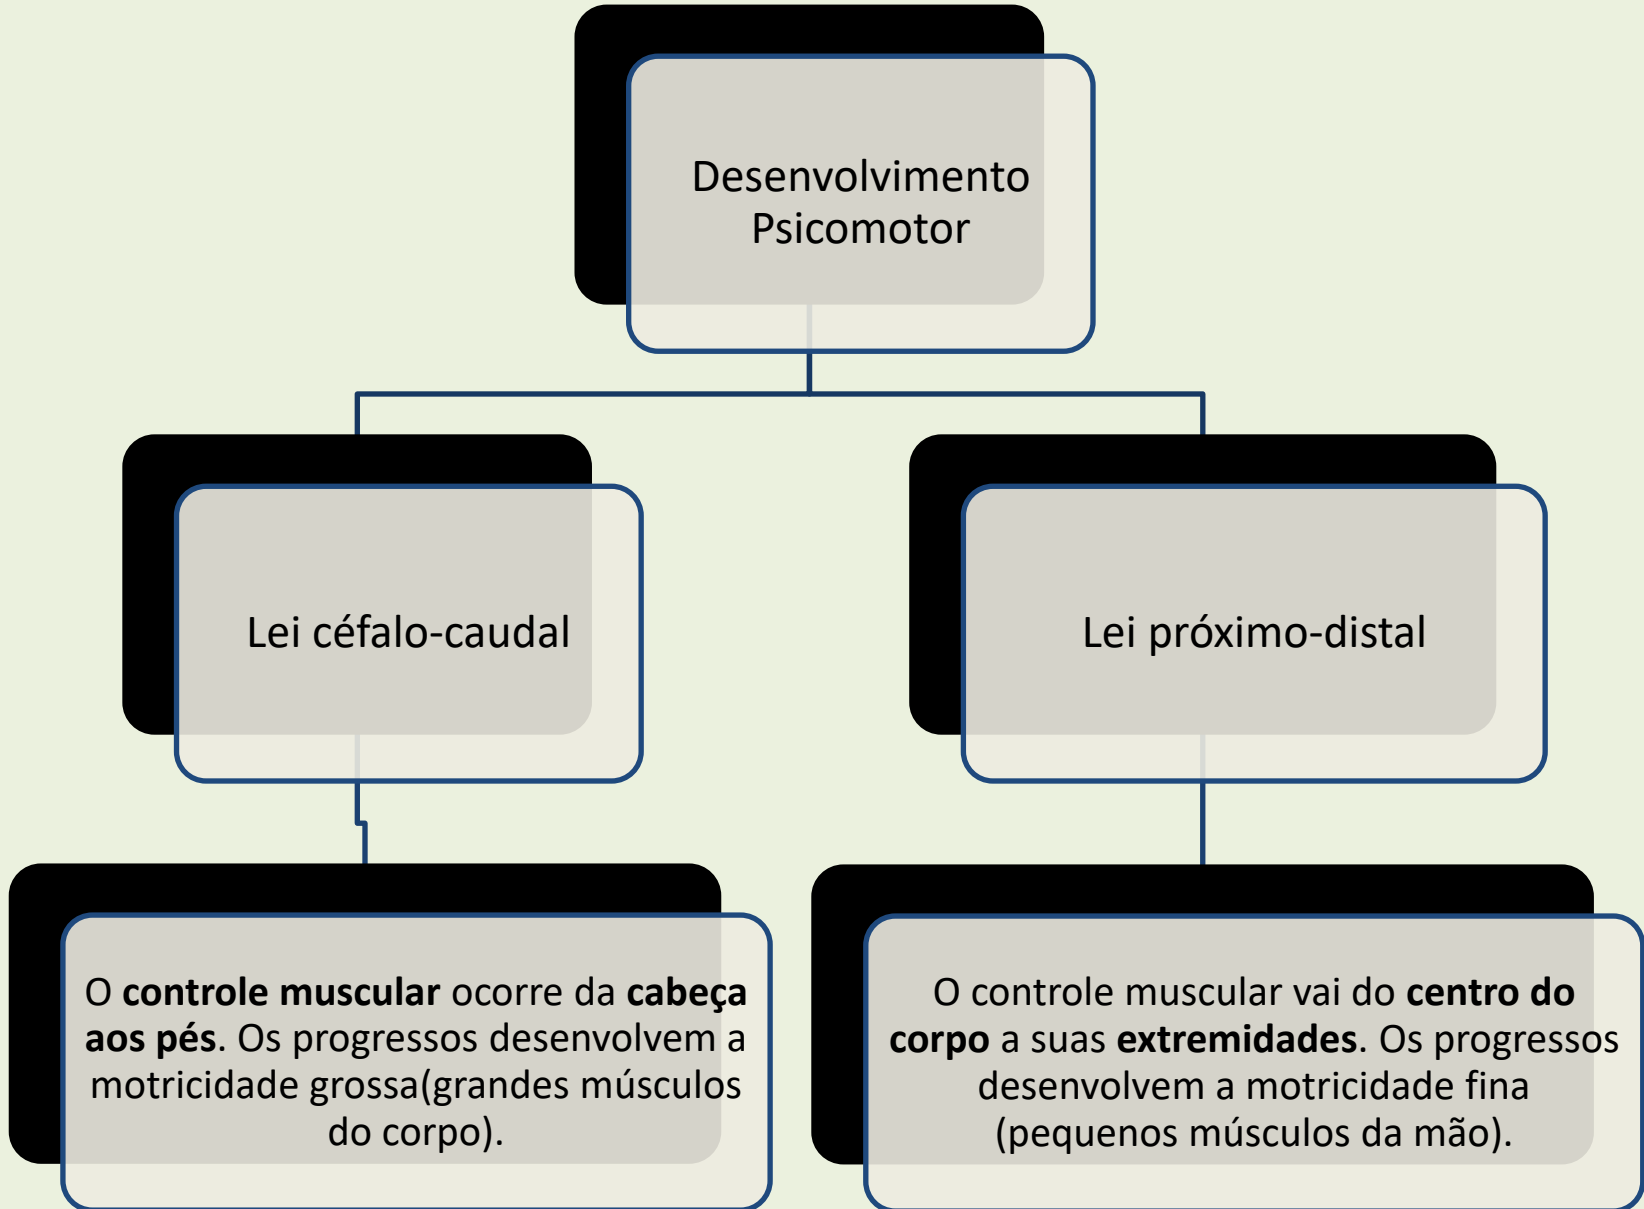 Desenvolvimento
Psicomotor
Lei céfalo-caudal
Lei próximo-distal
O controle muscular ocorre da cabeça
aos pés. Os progressos desenvolvem a
motricidade grossa(grandes músculos
do corpo).
O controle muscular vai do centro do
corpo a suas extremidades. Os progressos
desenvolvem a motricidade fina
(pequenos músculos da mão).